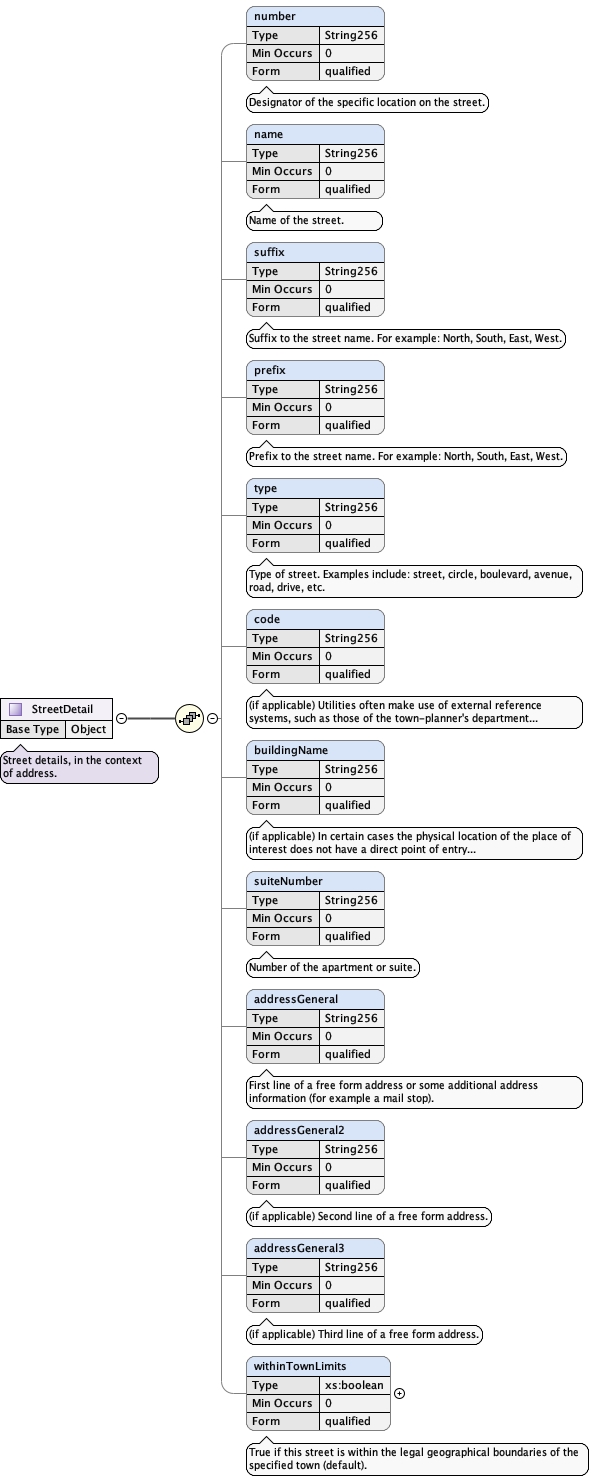 number
Type String256
Min Occurs 0
Form qualified
Designator of the specific location on the street.
name
Type String256
Min Occurs 0
Form qualified
Name of the street.
suffix
Type String256
Min Occurs 0
Form qualified
Suffix to the street name. For example: North, South, East, West.
prefix
Type String256
Min Occurs 0
Form qualified
Prefix to the street name. For example: North, South, East, West.
type
Type String256
Min Occurs 0
Form qualified
Type of street. Examples include: street, circle, boulevard, avenue,
road, drive, etc.
code
Type String256
Min Occurs 0
Form qualified
(if applicable) Utilities often make use of external reference
systems, such as those of the town-planner's department...
StreetDetail
Base Type Object
Street details, in the context
of address.
buildingName
Type String256
Min Occurs 0
Form qualified
(if applicable) In certain cases the physical location of the place of
interest does not have a direct point of entry...
suiteNumber
Type String256
Min Occurs 0
Form qualified
Number of the apartment or suite.
addressGeneral
Type String256
Min Occurs 0
Form qualified
First line of a free form address or some additional address
information (for example a mail stop).
addressGeneral2
Type String256
Min Occurs 0
Form qualified
(if applicable) Second line of a free form address.
addressGeneral3
Type String256
Min Occurs 0
Form qualified
(if applicable) Third line of a free form address.
withinTownLimits
Type xs:boolean
Min Occurs 0
Form qualified
True if this street is within the legal geographical boundaries of the
specified town (default).